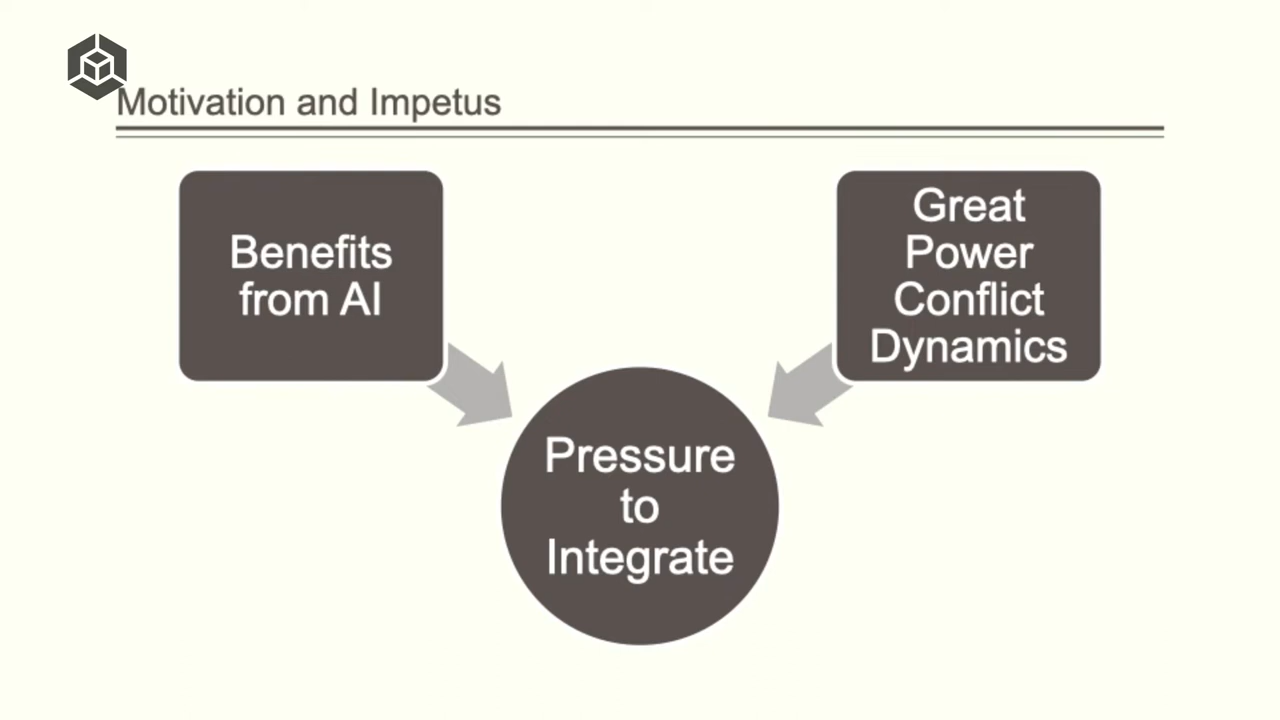 Motivation and Impetus
Benefits
from AI
Great
Power
Conflict
Dynamics
Pressure
to
Integrate